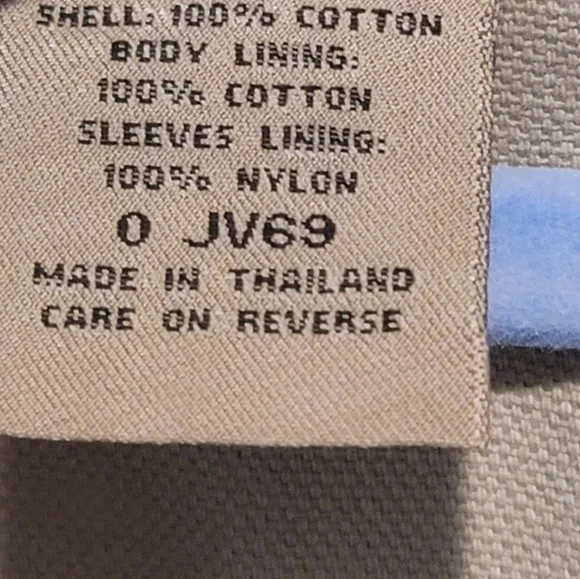 SHELL: 100% COTTON
BODY LINING:
100% COTTON
SLEEVES LINING:
100% NYLON
0 JV69
MADE IN THAILAND
CARE ON REVERSE